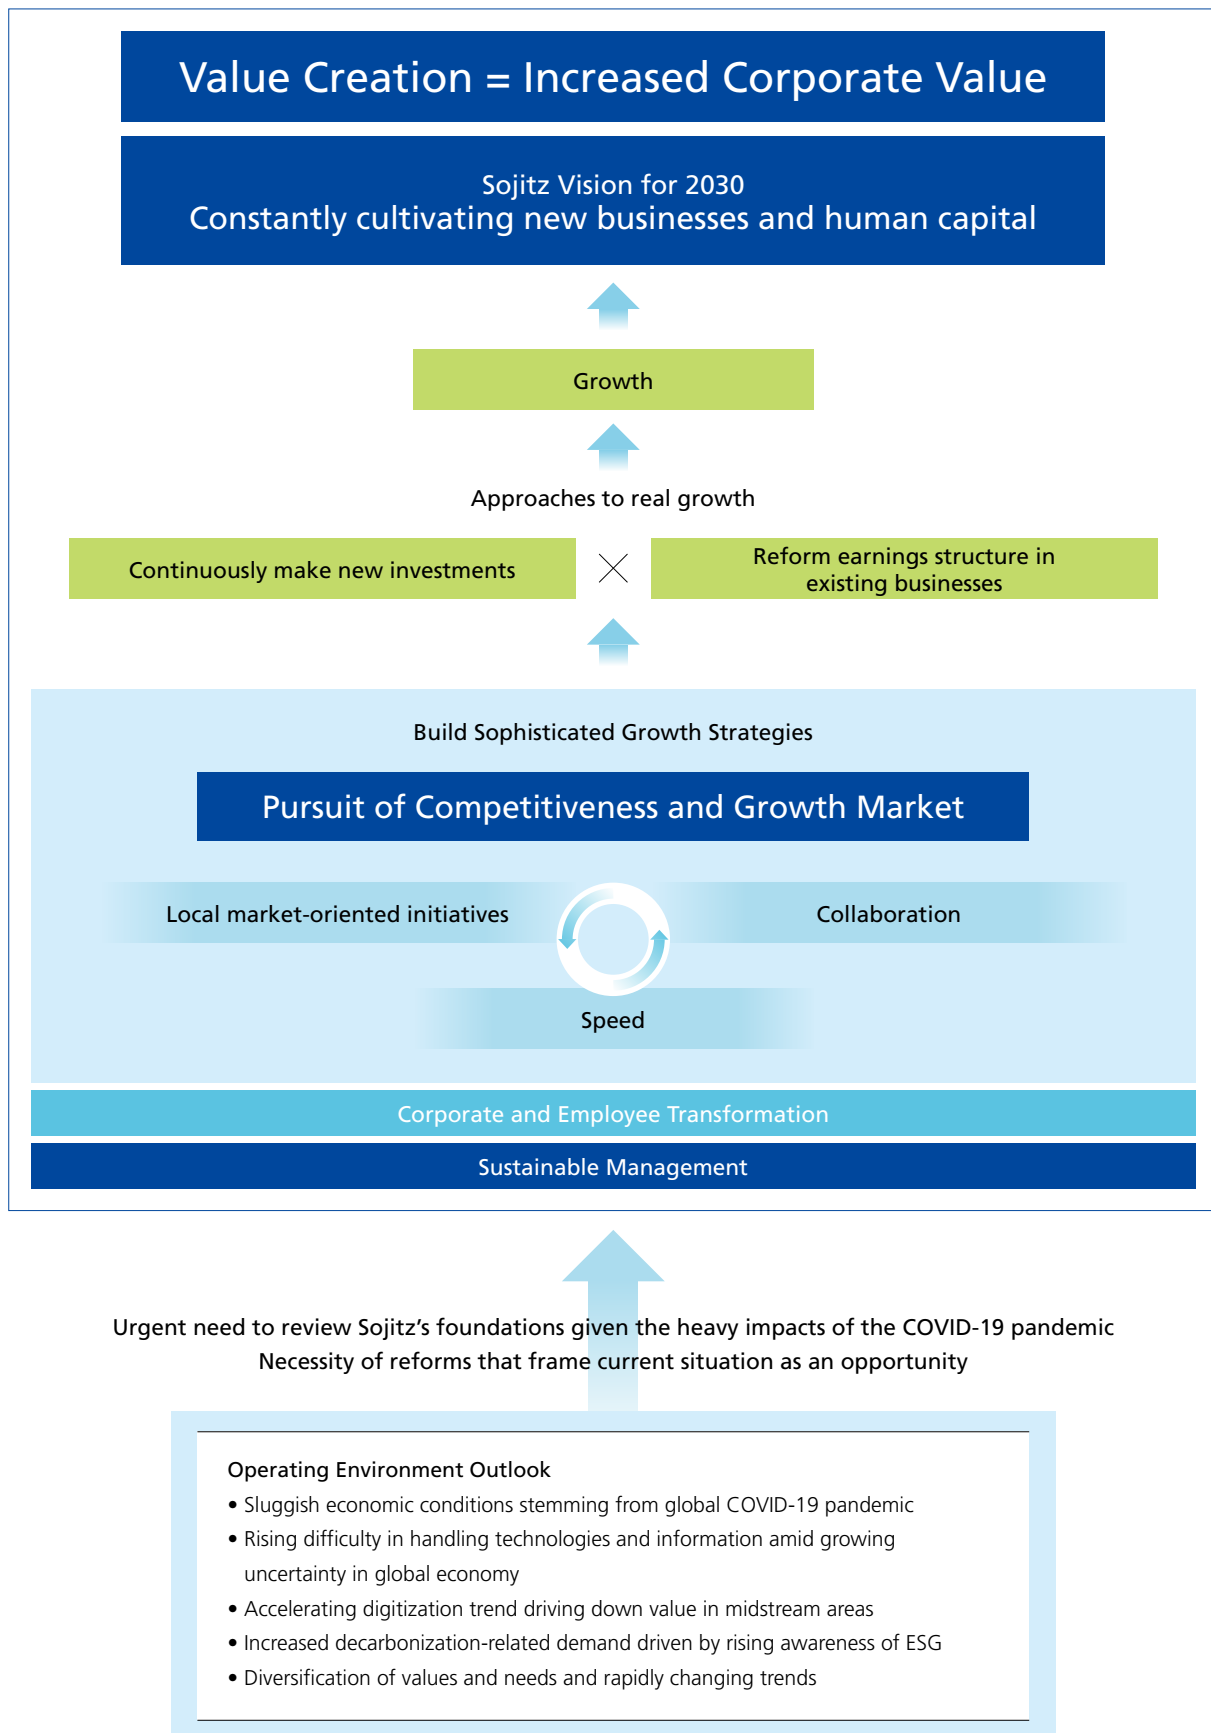 Value Creation = Increased Corporate Value
Sojitz Vision for 2030
Constantly cultivating new businesses and human capital
Growth
Approaches to real growth
Continuously make new investments
×
Reform earnings structure in
existing businesses
Build Sophisticated Growth Strategies
Pursuit of Competitiveness and Growth Market
Local market-oriented initiatives
Collaboration
Speed
Corporate and Employee Transformation
Sustainable Management
Urgent need to review Sojitz’s foundations given the heavy impacts of the COVID-19 pandemic
Necessity of reforms that frame current situation as an opportunity
Operating Environment Outlook
• Sluggish economic conditions stemming from global COVID-19 pandemic
• Rising difficulty in handling technologies and information amid growing
uncertainty in global economy
• Accelerating digitization trend driving down value in midstream areas
• Increased decarbonization-related demand driven by rising awareness of ESG
• Diversification of values and needs and rapidly changing trends